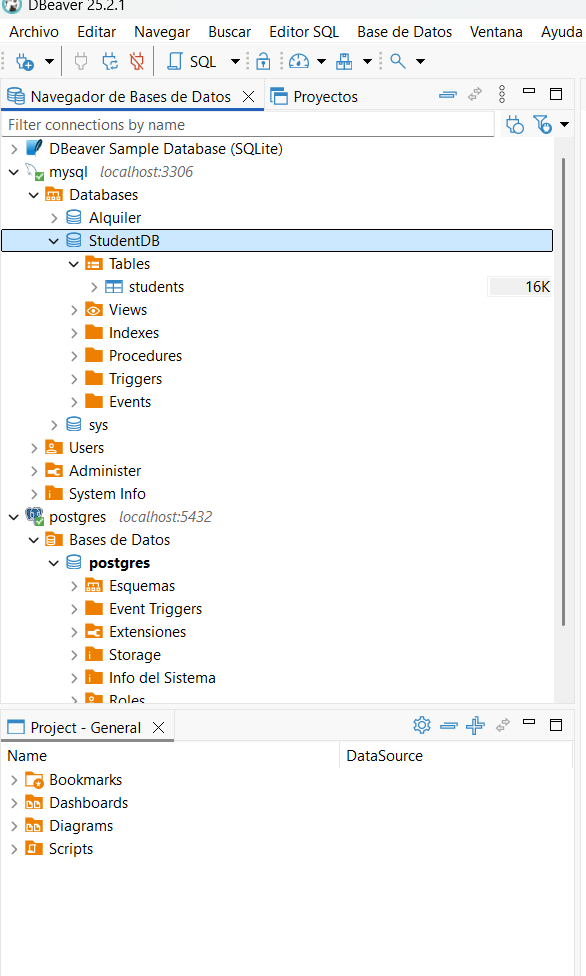 DBeaver 25.2.1
Archivo Editar Navegar Buscar Editor SQL Base de Datos Ventana Ayuda
SQL
Navegador de Bases de Datos Proyectos
Filter connections by name
DBeaver Sample Database (SQLite)
mysql localhost:3306
Databases
Alquiler
StudentDB
Tables
students 16K
Views
Indexes
Procedures
Triggers
Events
sys
Users
Administer
System Info
postgres localhost:5432
Bases de Datos
postgres
Esquemas
Event Triggers
Extensiones
Storage
Info del Sistema
Roles
Project - General
Name DataSource
Bookmarks
Dashboards
Diagrams
Scripts